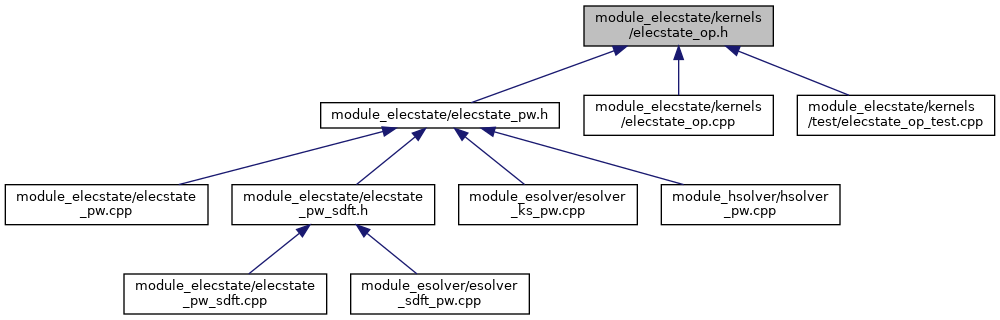 module_elecstate/kernels
/elecstate_op.h
module_elecstate/elecstate_pw.h
module_elecstate/kernels
/elecstate_op.cpp
module_elecstate/kernels
/test/elecstate_op_test.cpp
module_elecstate/elecstate
_pw.cpp
module_elecstate/elecstate
_pw_sdft.h
module_esolver/esolver
_ks_pw.cpp
module_hsolver/hsolver
_pw.cpp
module_elecstate/elecstate
_pw_sdft.cpp
module_esolver/esolver
_sdft_pw.cpp